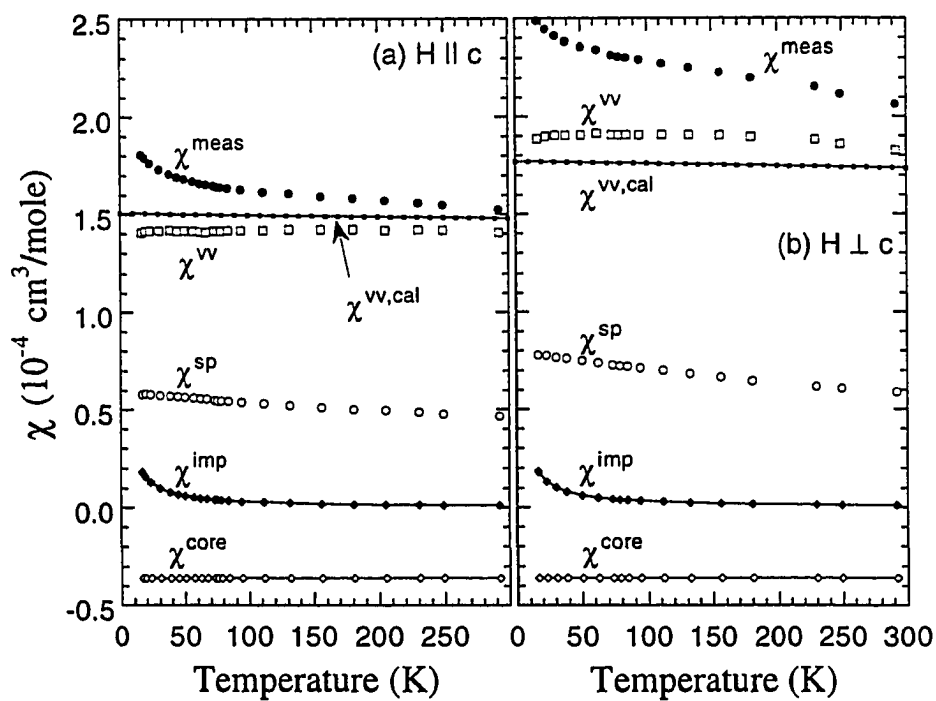 2.5
2.0
1.5
1.0
0.5
0.0
-0.5
χ (10⁻⁴ cm³/mole)
(a) H || c
χ^meas
χ^vv
χ^vv,cal
χ^sp
χ^imp
χ^core
0 50 100 150 200 250
Temperature (K)
χ^meas
χ^vv
χ^vv,cal
(b) H ⊥ c
χ^sp
χ^imp
χ^core
0 50 100 150 200 250 300
Temperature (K)